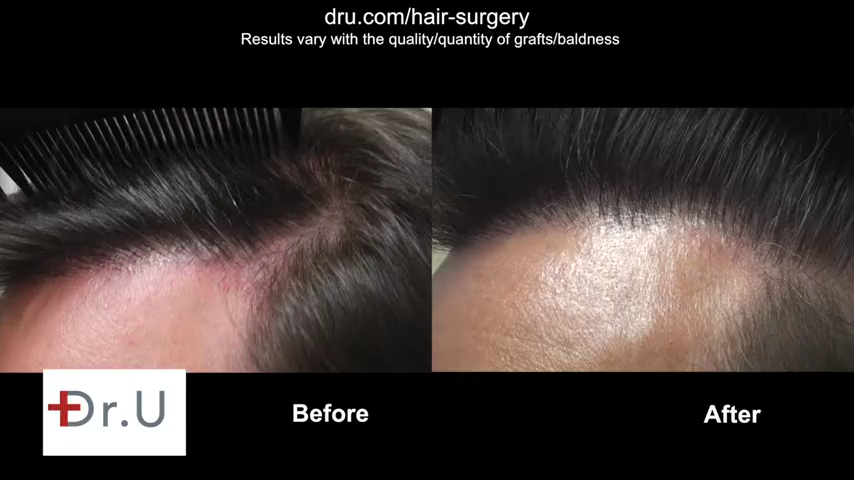 dru.com/hair-surgery
Results vary with the quality/quantity of grafts/baldness
Dr.U
Before
After